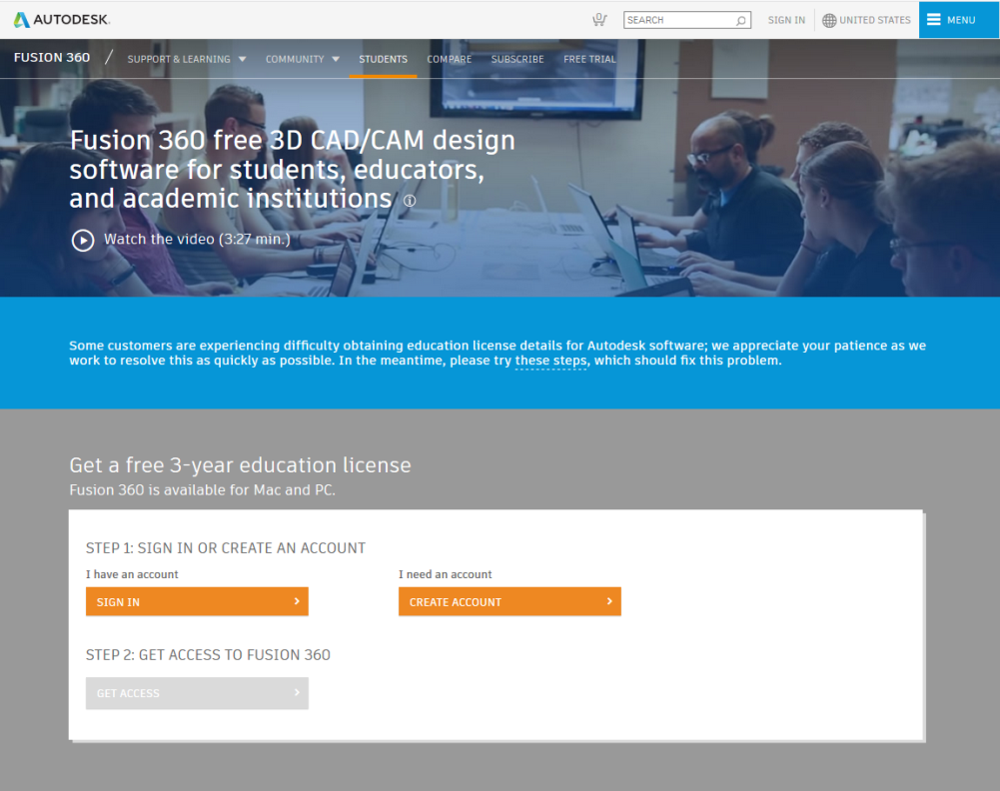 AUTODESK.
0
SEARCH
SIGN IN
UNITED STATES
MENU
FUSION 360 /
SUPPORT & LEARNING
COMMUNITY
STUDENTS
COMPARE
SUBSCRIBE
FREE TRIAL
Fusion 360 free 3D CAD/CAM design
software for students, educators,
and academic institutions
Watch the video (3:27 min.)
Some customers are experiencing difficulty obtaining education license details for Autodesk software; we appreciate your patience as we
work to resolve this as quickly as possible. In the meantime, please try these steps, which should fix this problem.
Get a free 3-year education license
Fusion 360 is available for Mac and PC.
STEP 1: SIGN IN OR CREATE AN ACCOUNT
I have an account
I need an account
SIGN IN
CREATE ACCOUNT
STEP 2: GET ACCESS TO FUSION 360
GET ACCESS